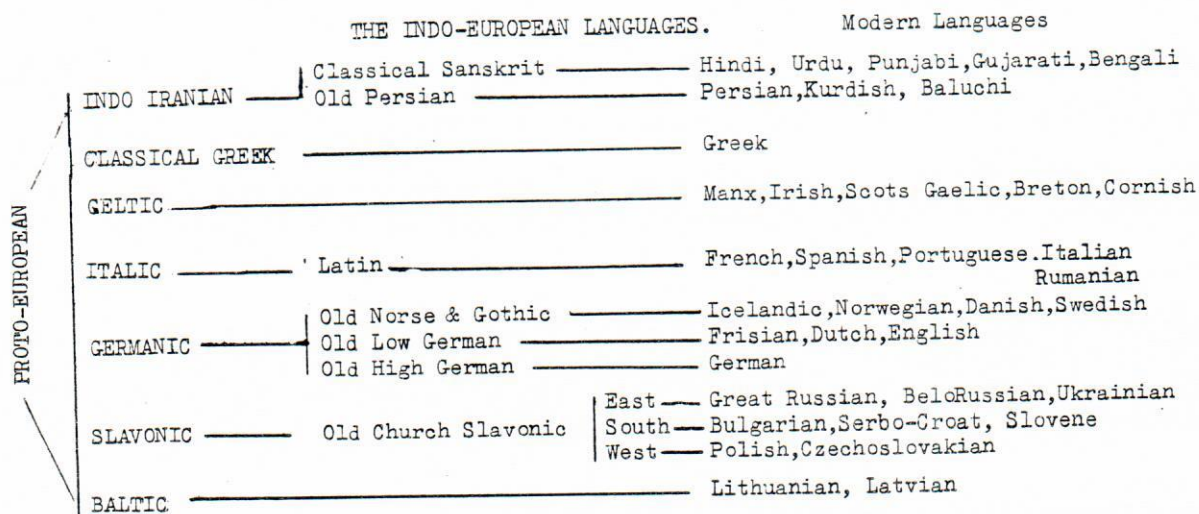 THE INDO-EUROPEAN LANGUAGES. Modern Languages
INDO IRANIAN
Classical Sanskrit Hindi, Urdu, Punjabi,Gujarati,Bengali
Old Persian Persian,Kurdish, Baluchi
CLASSICAL GREEK Greek
GELTIC Manx,Irish,Scots Gaelic,Breton,Cornish
ITALIC Latin French,Spanish,Portuguese.Italian
Rumanian
GERMANIC
Old Norse & Gothic Icelandic,Norwegian,Danish,Swedish
Old Low German Frisian,Dutch,English
Old High German German
SLAVONIC Old Church Slavonic
East Great Russian, BeloRussian,Ukrainian
South Bulgarian,Serbo-Croat, Slovene
West Polish,Czechoslovakian
BALTIC Lithuanian, Latvian
PROTO-EUROPEAN